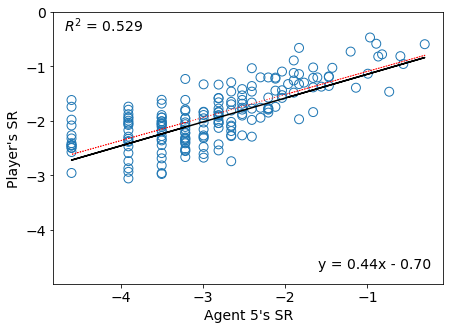 R² = 0.529
0
−1
−2
−3
−4
Player's SR
y = 0.44x - 0.70
−4
−3
−2
−1
Agent 5's SR